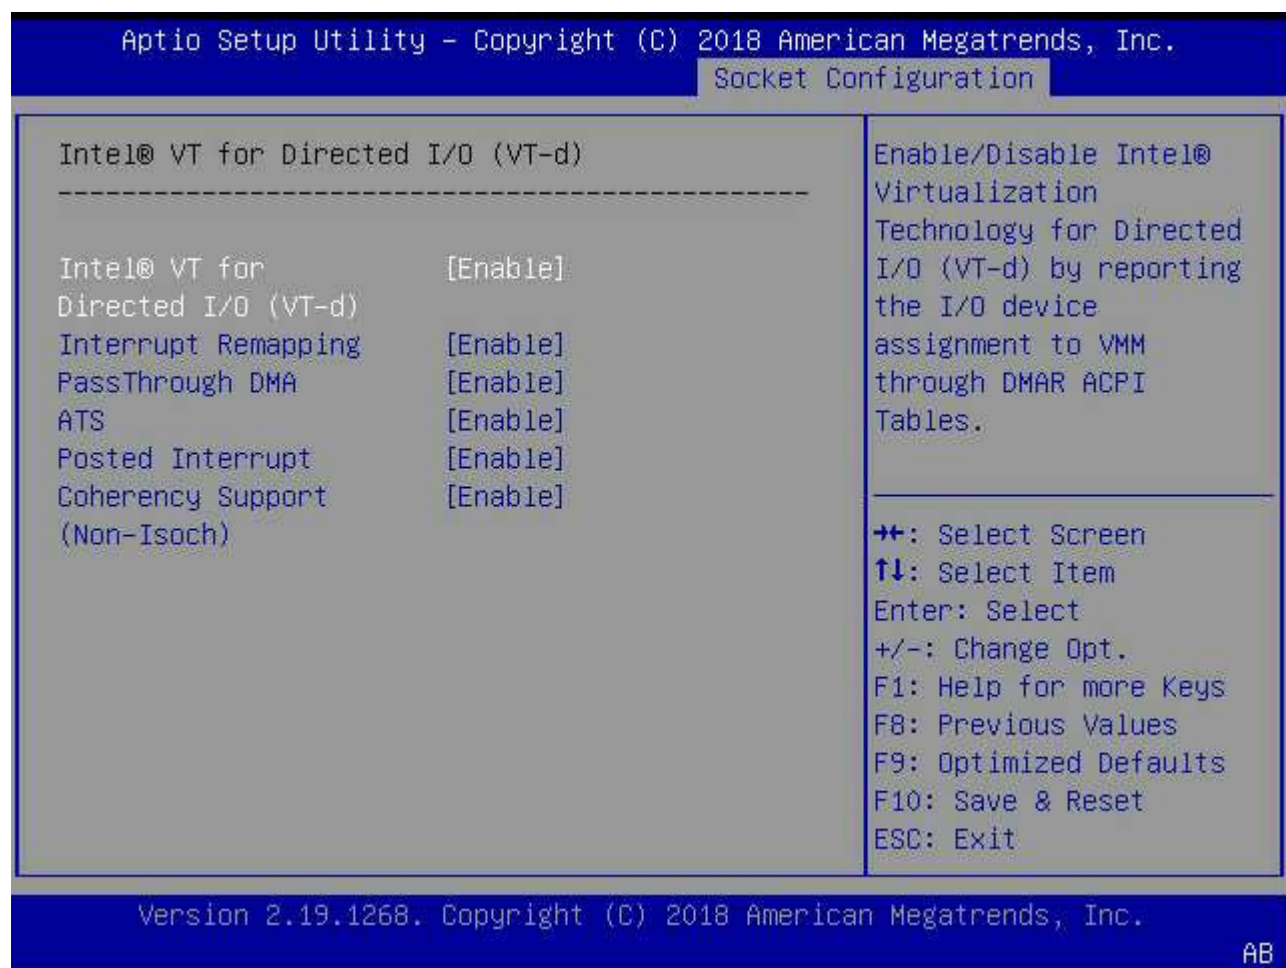 Aptio Setup Utility – Copyright (C) 2018 American Megatrends, Inc.
Socket Configuration
Intel® VT for Directed I/O (VT-d)
------------------------------------------------
Intel® VT for [Enable]
Directed I/O (VT-d)
Interrupt Remapping [Enable]
PassThrough DMA [Enable]
ATS [Enable]
Posted Interrupt [Enable]
Coherency Support [Enable]
(Non-Isoch)
Enable/Disable Intel®
Virtualization
Technology for Directed
I/O (VT-d) by reporting
the I/O device
assignment to VMM
through DMAR ACPI
Tables.
→←: Select Screen
↑↓: Select Item
Enter: Select
+/-: Change Opt.
F1: Help for more Keys
F8: Previous Values
F9: Optimized Defaults
F10: Save & Reset
ESC: Exit
Version 2.19.1268. Copyright (C) 2018 American Megatrends, Inc.
AB